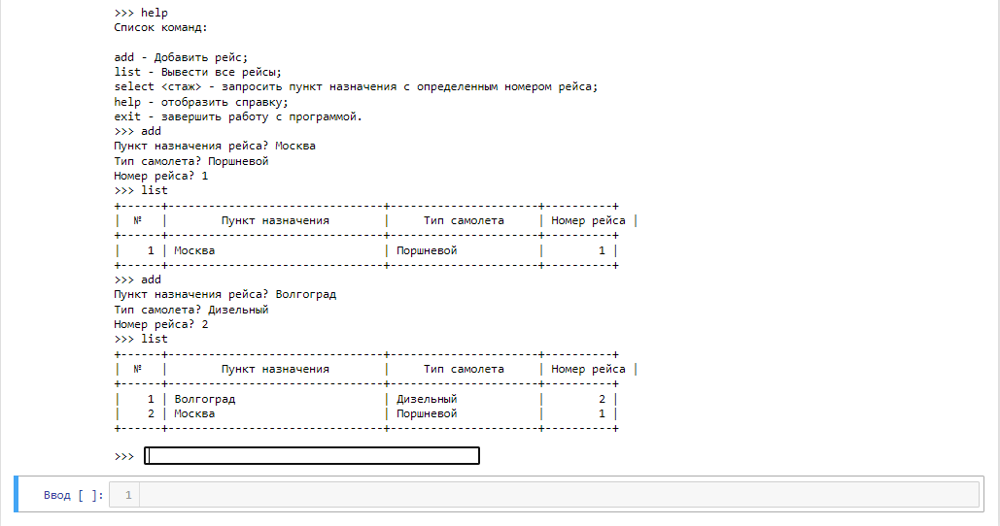 >>> help
Список команд:
add - Добавить рейс;
list - Вывести все рейсы;
select <стаж> - запросить пункт назначения с определенным номером рейса;
help - отобразить справку;
exit - завершить работу с программой.
>>> add
Пункт назначения рейса? Москва
Тип самолета? Поршневой
Номер рейса? 1
>>> list
+------+--------------------------------+----------------------+----------+
|  №   |        Пункт назначения        |     Тип самолета     | Номер рейса |
+------+--------------------------------+----------------------+----------+
|    1 | Москва                         | Поршневой            |        1 |
+------+--------------------------------+----------------------+----------+
>>> add
Пункт назначения рейса? Волгоград
Тип самолета? Дизельный
Номер рейса? 2
>>> list
+------+--------------------------------+----------------------+----------+
|  №   |        Пункт назначения        |     Тип самолета     | Номер рейса |
+------+--------------------------------+----------------------+----------+
|    1 | Волгоград                      | Дизельный            |        2 |
|    2 | Москва                         | Поршневой            |        1 |
+------+--------------------------------+----------------------+----------+
>>>
Ввод [ ]: 1